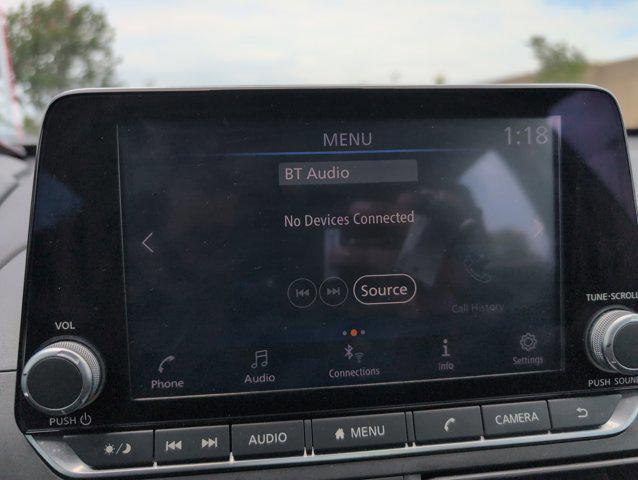 MENU
1:18
BT Audio
No Devices Connected
Source
Call History
Phone
Audio
Connections
Info
Settings
VOL
PUSH
TUNE•SCROLL
PUSH SOUND
AUDIO
MENU
CAMERA